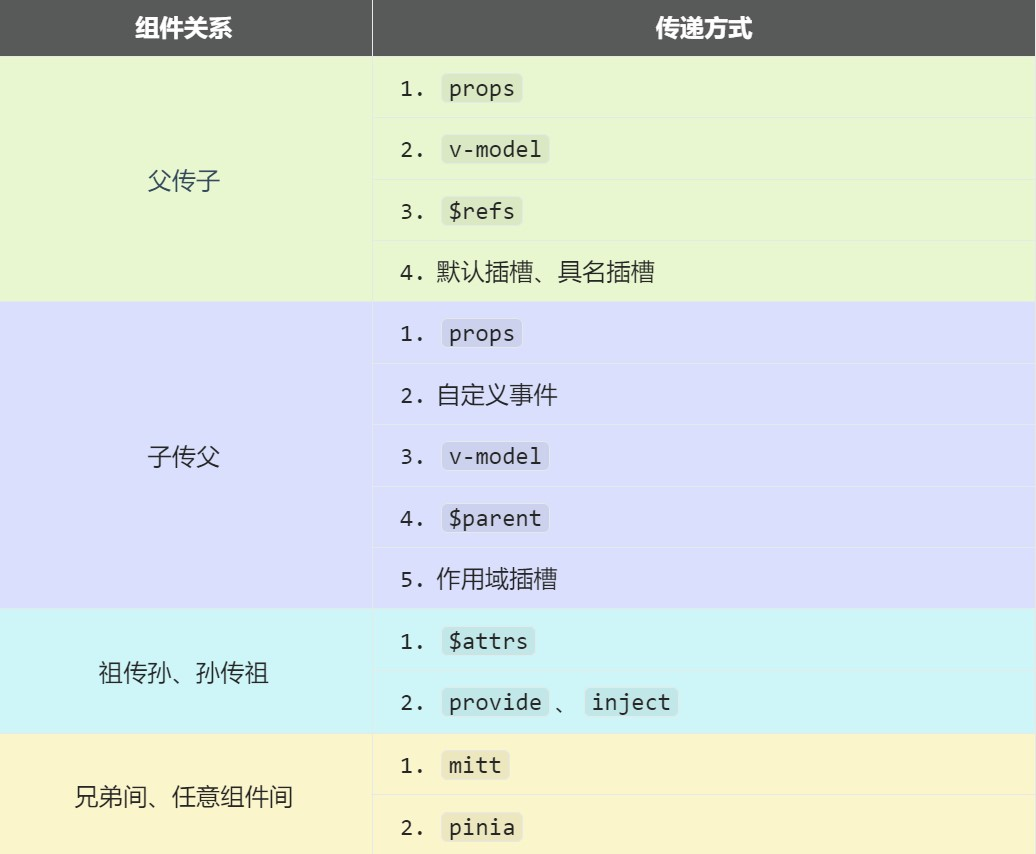 组件关系 传递方式
父传子
1. props
2. v-model
3. $refs
4. 默认插槽、具名插槽
子传父
1. props
2. 自定义事件
3. v-model
4. $parent
5. 作用域插槽
祖传孙、孙传祖
1. $attrs
2. provide 、 inject
兄弟间、任意组件间
1. mitt
2. pinia